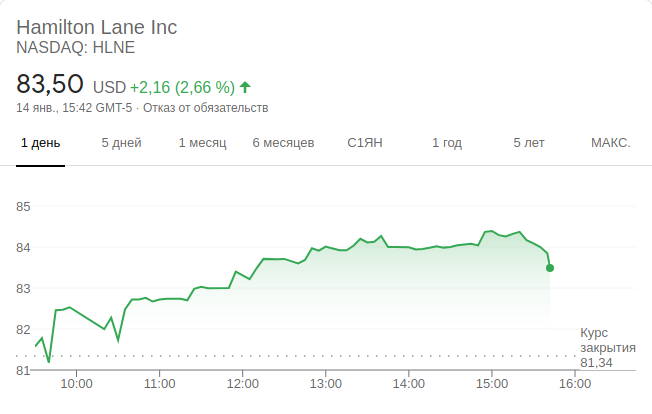 Hamilton Lane Inc
NASDAQ: HLNE
83,50 USD +2,16 (2,66 %) ↑
14 янв., 15:42 GMT-5 · Отказ от обязательств
1 день 5 дней 1 месяц 6 месяцев С1ЯН 1 год 5 лет МАКС.
85
84
83
82
81
Курс
закрытия
81,34
10:00 11:00 12:00 13:00 14:00 15:00 16:00